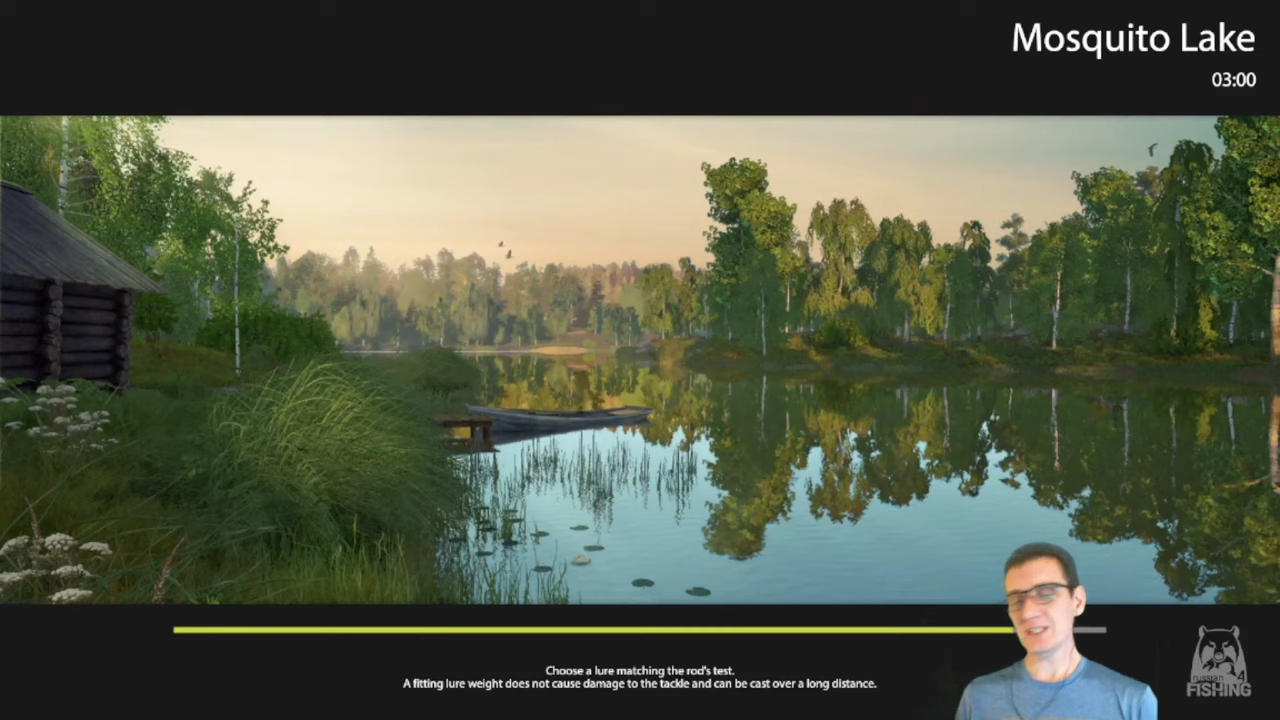 Mosquito Lake
03:00
Choose a lure matching the rod's test.
A fitting lure weight does not cause damage to the tackle and can be cast over a long distance.
russian 4
FISHING